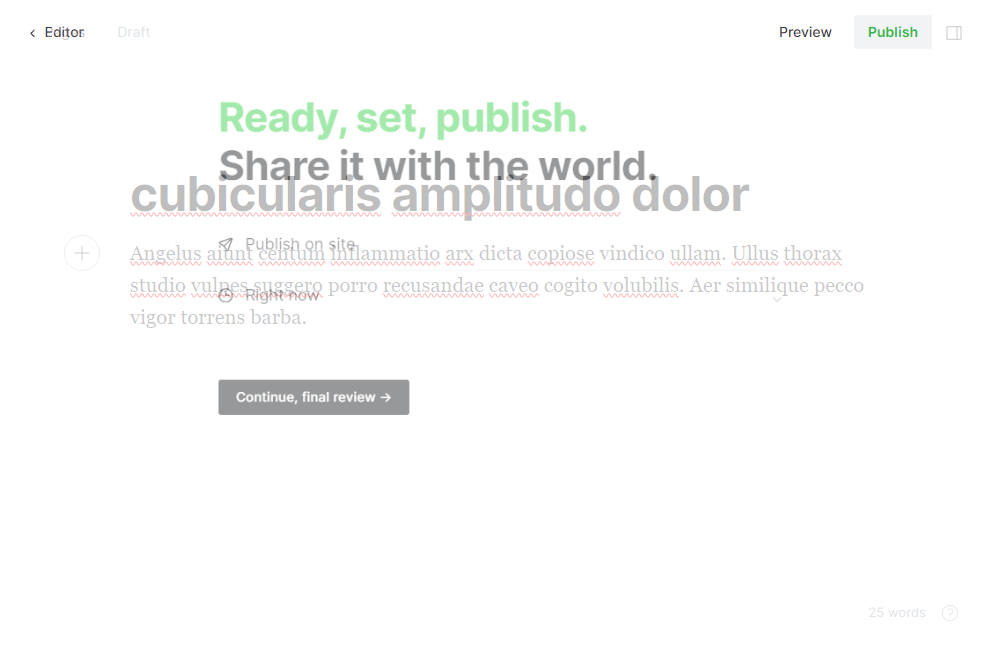 Editor
Draft
Preview
Publish
Ready, set, publish.
Share it with the world.
cubicularis amplitudo dolor
Publish on site
Angelus aiunt centum inflammatio arx dicta copiose vindico ullam. Ullus thorax
studio vulnes suggero porro recusandae caveo cogito volubilis. Aer similique pecco
Right now
vigor torrens barba.
Continue, final review →
25 words